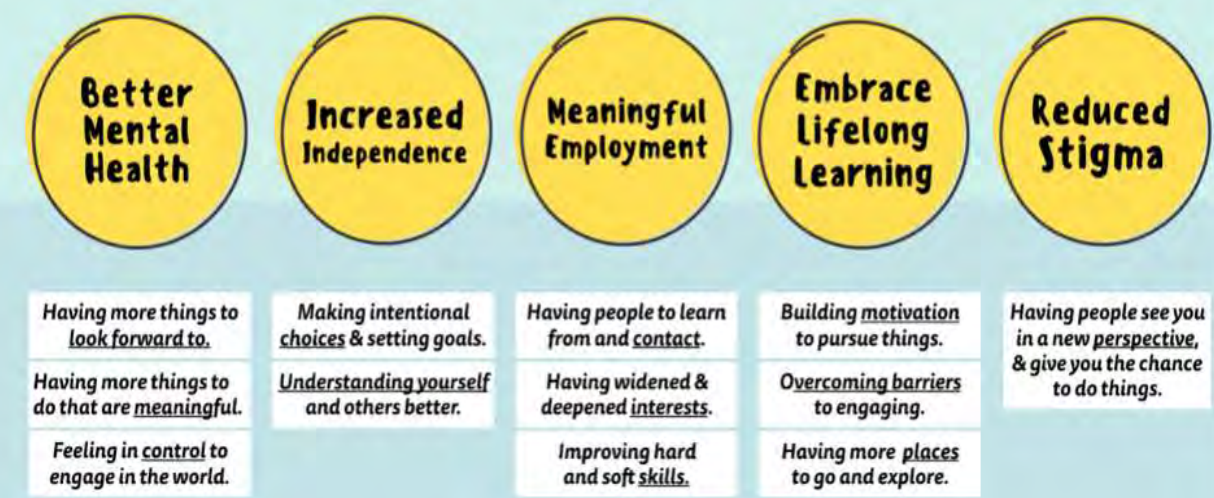 Better
Mental
Health
Having more things to
look forward to.
Having more things to
do that are meaningful.
Feeling in control to
engage in the world.
Increased
Independence
Making intentional
choices & setting goals.
Understanding yourself
and others better.
Meaningful
Employment
Having people to learn
from and contact.
Having widened &
deepened interests.
Improving hard
and soft skills.
Embrace
Lifelong
Learning
Building motivation
to pursue things.
Overcoming barriers
to engaging.
Having more places
to go and explore.
Reduced
Stigma
Having people see you
in a new perspective,
& give you the chance
to do things.